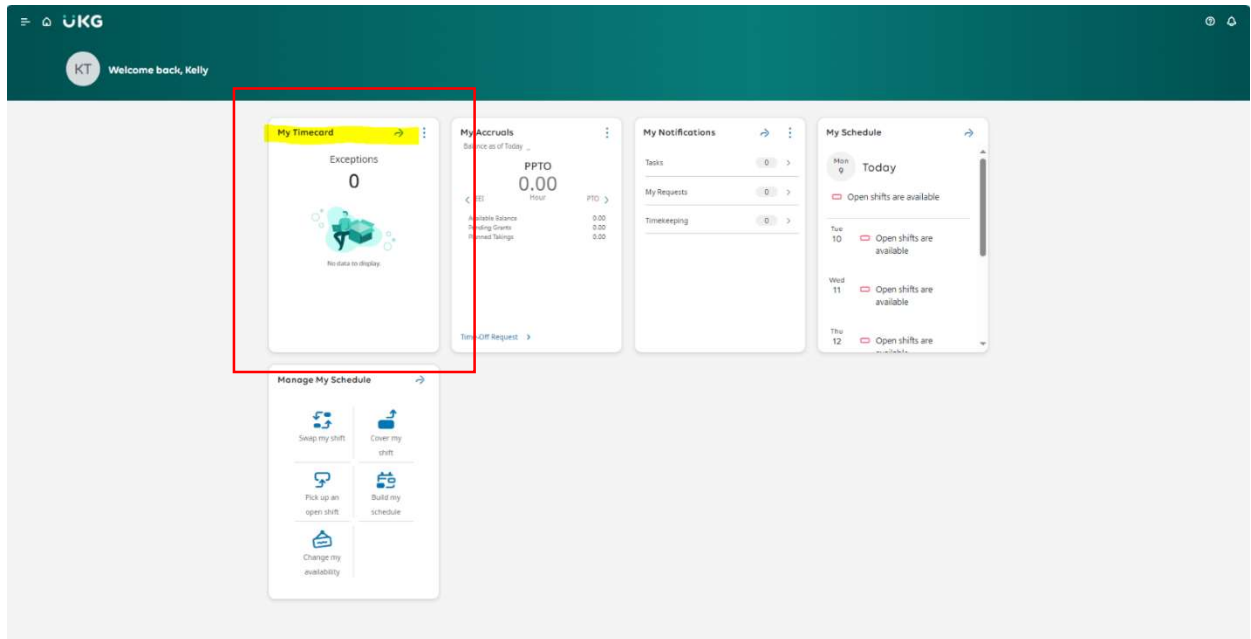 UKG
KT
Welcome back, Kelly
My Timecard
Exceptions
0
No data to display.
My Accruals
Balance as of Today
PPTO
0.00
Hour
PTO
Available Balance 0.00
Pending Grants 0.00
Planned Takings 0.00
Time-Off Request
My Notifications
Tasks 0
My Requests 0
Timekeeping 0
My Schedule
Mon
9
Today
Open shifts are available
Tue
10
Open shifts are
available
Wed
11
Open shifts are
available
Thu
12
Open shifts are
Manage My Schedule
Swap my shift
Cover my
shift
Pick up an
open shift
Build my
schedule
Change my
availability